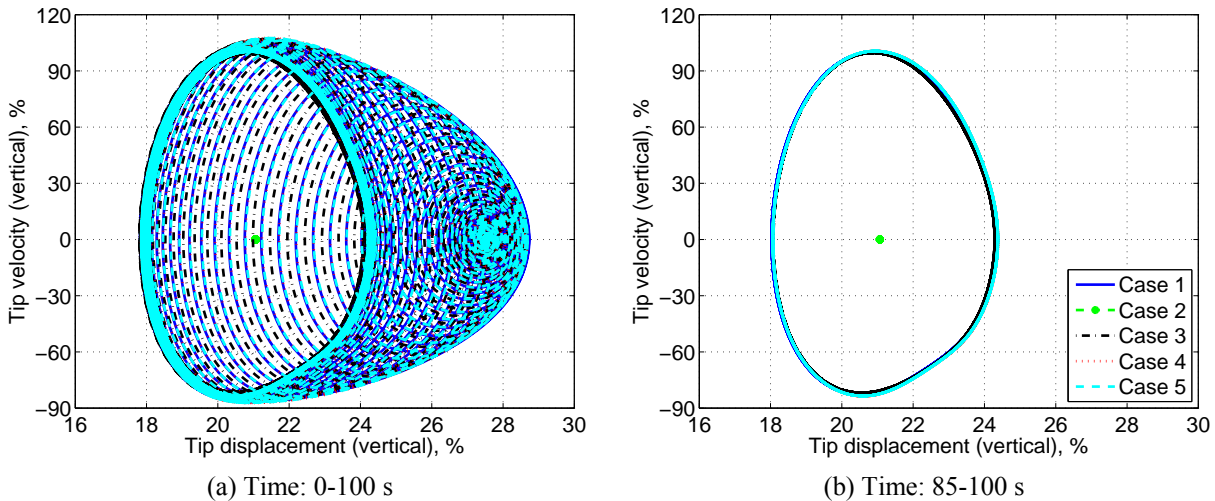 120
90
60
30
0
−30
−60
−90
Tip velocity (vertical), %
16 18 20 22 24 26 28 30
Tip displacement (vertical), %
(a) Time: 0-100 s
120
90
60
30
0
−30
−60
−90
Tip velocity (vertical), %
Case 1
Case 2
Case 3
Case 4
Case 5
16 18 20 22 24 26 28 30
Tip displacement (vertical), %
(b) Time: 85-100 s